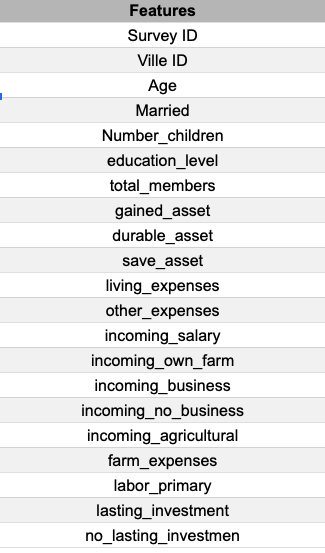 Features
Survey ID
Ville ID
Age
Married
Number_children
education_level
total_members
gained_asset
durable_asset
save_asset
living_expenses
other_expenses
incoming_salary
incoming_own_farm
incoming_business
incoming_no_business
incoming_agricultural
farm_expenses
labor_primary
lasting_investment
no_lasting_investmen